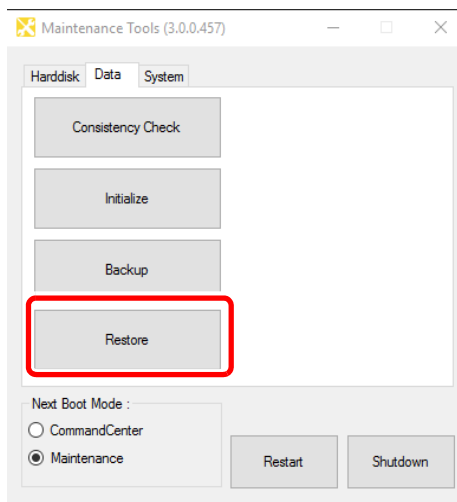 Maintenance Tools (3.0.0.457)
Harddisk Data System
Consistency Check
Initialize
Backup
Restore
Next Boot Mode :
CommandCenter
Maintenance
Restart Shutdown